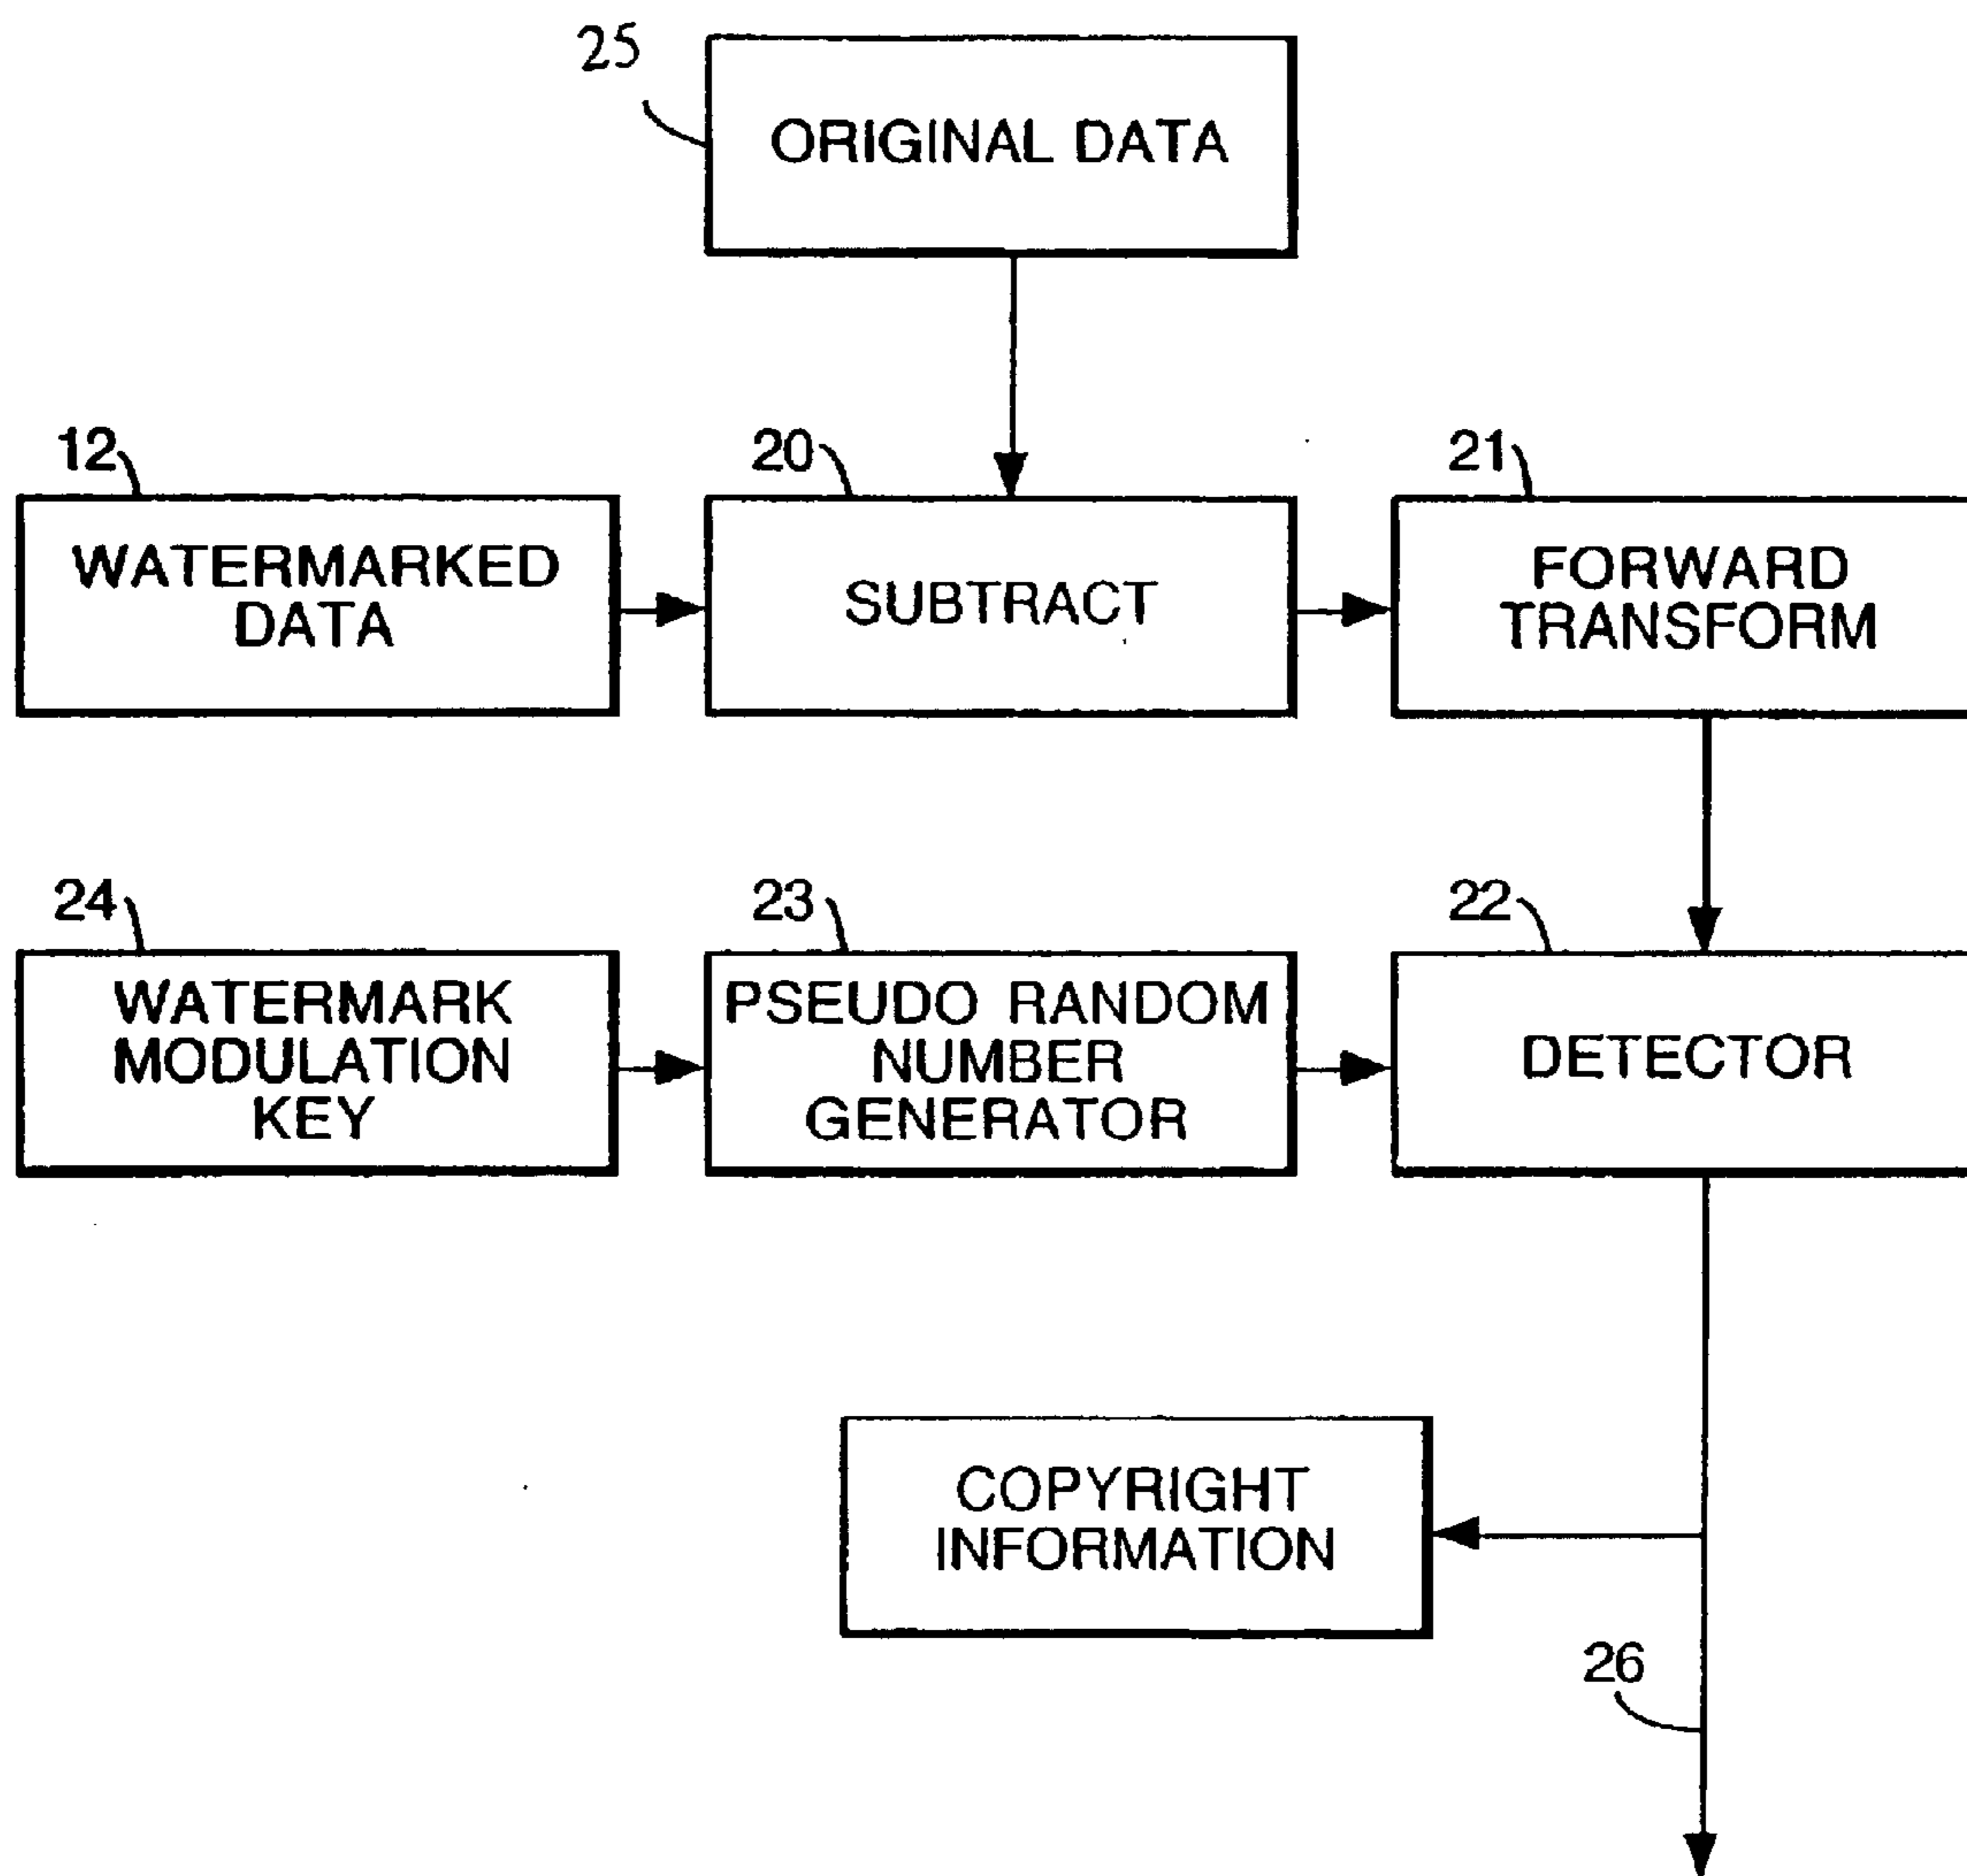 25
ORIGINAL DATA
12
20
21
WATERMARKED
DATA
SUBTRACT
FORWARD
TRANSFORM
24
23
22
WATERMARK
MODULATION
KEY
PSEUDO RANDOM
NUMBER
GENERATOR
DETECTOR
COPYRIGHT
INFORMATION
26